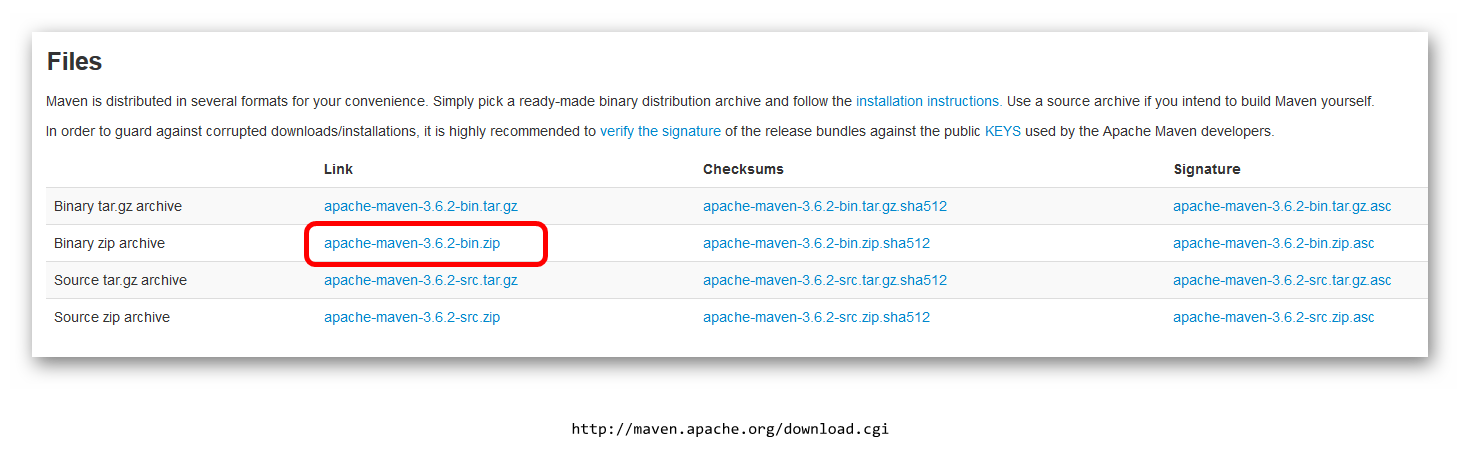 Files
Maven is distributed in several formats for your convenience. Simply pick a ready-made binary distribution archive and follow the installation instructions. Use a source archive if you intend to build Maven yourself.
In order to guard against corrupted downloads/installations, it is highly recommended to verify the signature of the release bundles against the public KEYS used by the Apache Maven developers.
Link Checksums Signature
Binary tar.gz archive apache-maven-3.6.2-bin.tar.gz apache-maven-3.6.2-bin.tar.gz.sha512 apache-maven-3.6.2-bin.tar.gz.asc
Binary zip archive apache-maven-3.6.2-bin.zip apache-maven-3.6.2-bin.zip.sha512 apache-maven-3.6.2-bin.zip.asc
Source tar.gz archive apache-maven-3.6.2-src.tar.gz apache-maven-3.6.2-src.tar.gz.sha512 apache-maven-3.6.2-src.tar.gz.asc
Source zip archive apache-maven-3.6.2-src.zip apache-maven-3.6.2-src.zip.sha512 apache-maven-3.6.2-src.zip.asc
http://maven.apache.org/download.cgi